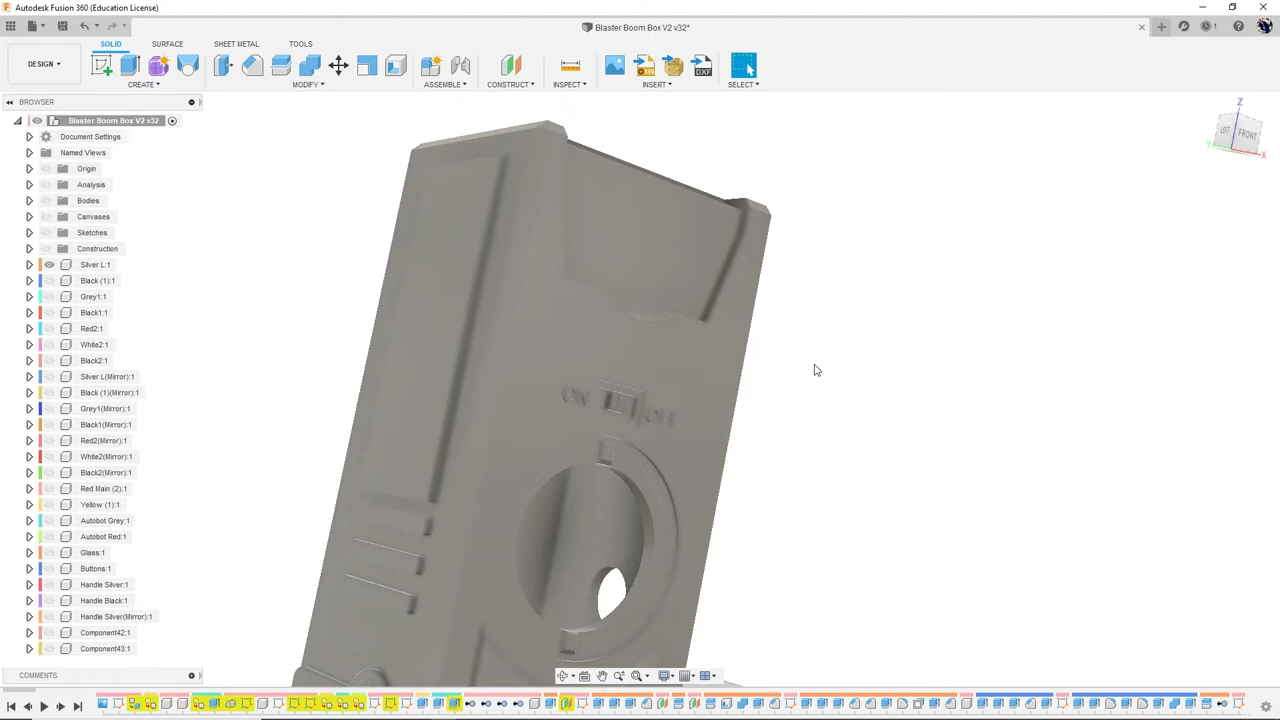 Autodesk Fusion 360 (Education License)
Blaster Boom Box V2 v32*
1
SOLID
SURFACE
SHEET METAL
TOOLS
DESIGN
CREATE
MODIFY
ASSEMBLE
CONSTRUCT
INSPECT
INSERT
SELECT
DXF
BROWSER
Blaster Boom Box V2 v32
Document Settings
Named Views
Origin
Analysis
Bodies
Canvases
Sketches
Construction
Silver L:1
Black (1):1
Grey1:1
Black1:1
Red2:1
White2:1
Black2:1
Silver L(Mirror):1
Black (1)(Mirror):1
Grey1(Mirror):1
Black1(Mirror):1
Red2(Mirror):1
White2(Mirror):1
Black2(Mirror):1
Red Main (2):1
Yellow (1):1
Autobot Grey:1
Autobot Red:1
Glass:1
Buttons:1
Handle Silver:1
Handle Black:1
Handle Silver(Mirror):1
Component42:1
Component43:1
COMMENTS
Z
LEFT
FRONT
Y
X
ON
OFF